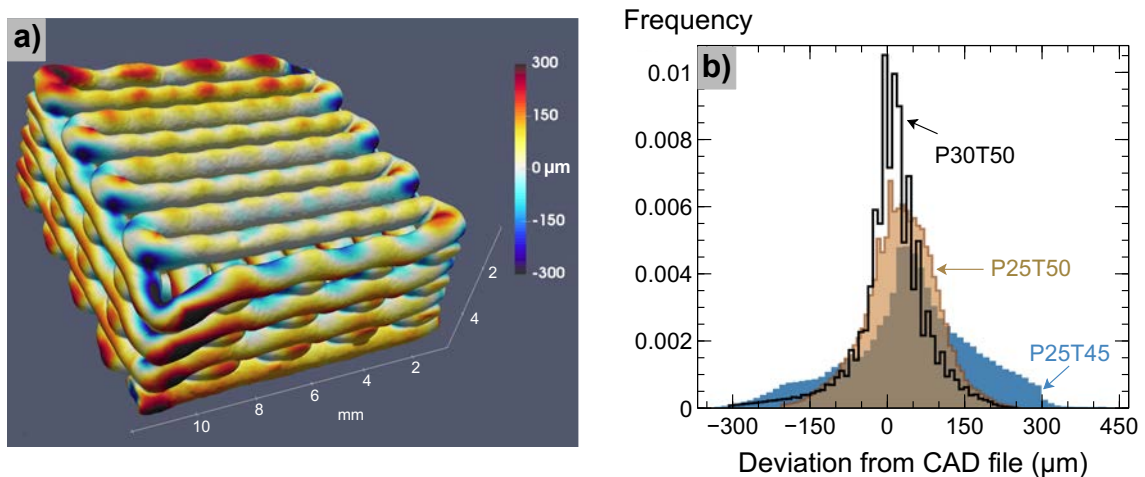 a)
300
150
0 µm
-150
-300
2
4
2
4
6
8
10
mm
Frequency
b)
0.01
0.008
0.006
0.004
0.002
0
P30T50
P25T50
P25T45
−300
−150
0
150
300
450
Deviation from CAD file (µm)